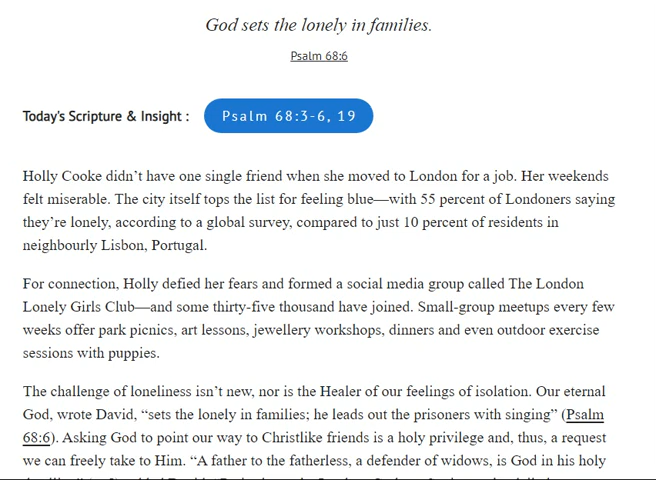 God sets the lonely in families.
Psalm 68:6
Today's Scripture & Insight : Psalm 68:3-6, 19
Holly Cooke didn’t have one single friend when she moved to London for a job. Her weekends
felt miserable. The city itself tops the list for feeling blue—with 55 percent of Londoners saying
they’re lonely, according to a global survey, compared to just 10 percent of residents in
neighbourly Lisbon, Portugal.
For connection, Holly defied her fears and formed a social media group called The London
Lonely Girls Club—and some thirty-five thousand have joined. Small-group meetups every few
weeks offer park picnics, art lessons, jewellery workshops, dinners and even outdoor exercise
sessions with puppies.
The challenge of loneliness isn’t new, nor is the Healer of our feelings of isolation. Our eternal
God, wrote David, “sets the lonely in families; he leads out the prisoners with singing” (Psalm
68:6). Asking God to point our way to Christlike friends is a holy privilege and, thus, a request
we can freely take to Him. “A father to the fatherless, a defender of widows, is God in his holy